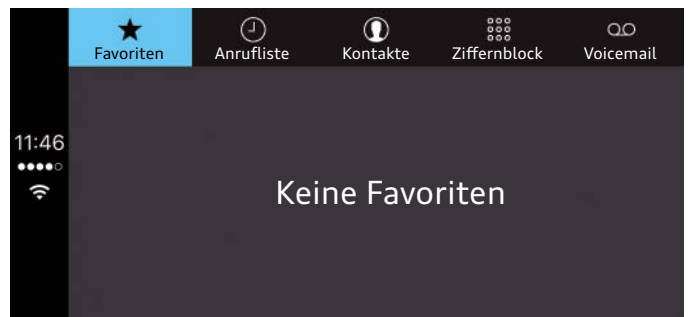 Favoriten
Anrufliste
Kontakte
Ziffernblock
Voicemail
11:46
Keine Favoriten